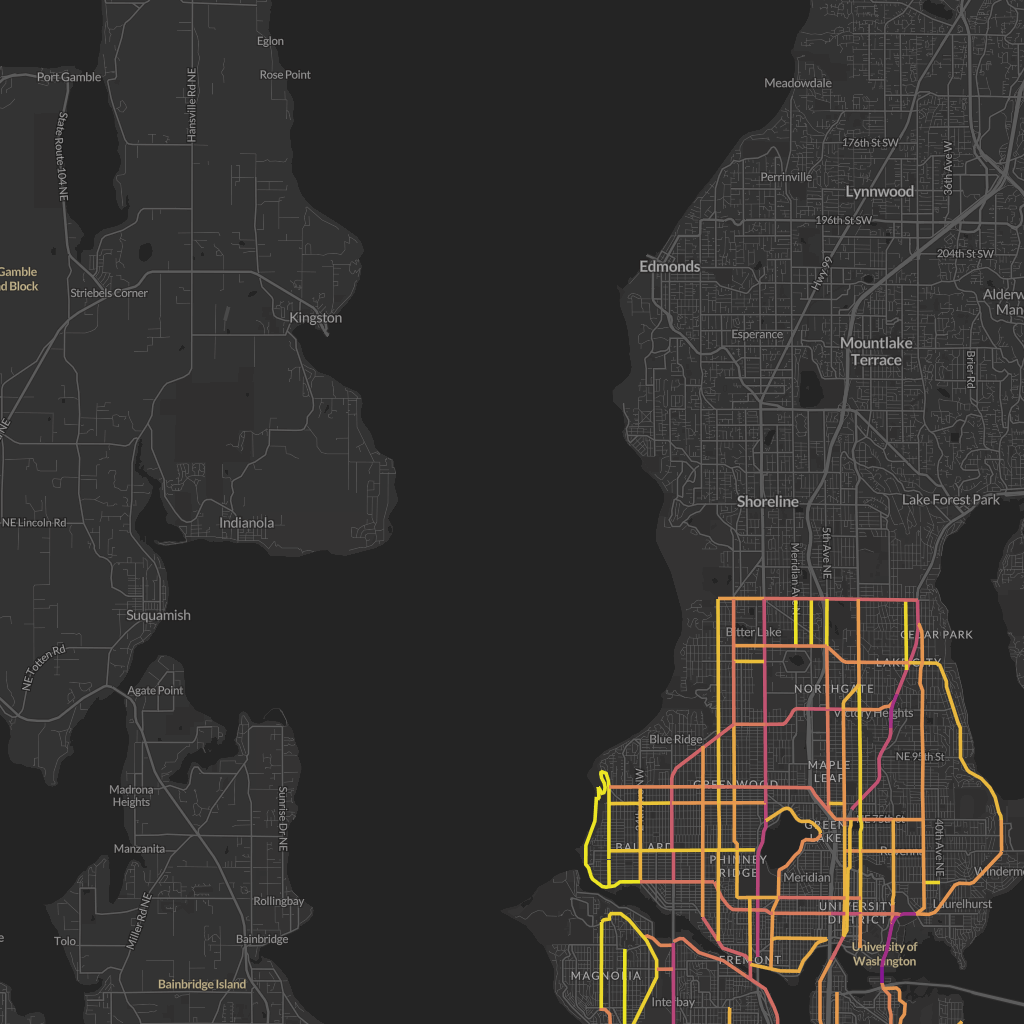 Eglon
Port Gamble
Rose Point
Hansville Rd NE
State Route 104 NE
Meadowdale
176th St SW
36th Ave W
Perrinville
Lynnwood
196th St SW
204th St SW
Edmonds
Hwy 99
Gamble
d Block
Striebels Corner
Kingston
Alderw
Man
Esperance
Mountlake
Terrace
Brier Rd
NE
Shoreline
Lake Forest Park
NE Lincoln Rd
Indianola
5th Ave NE
Meridian Ave N
Suquamish
Bitter Lake
CEDAR PARK
NE Totten Rd
LAKE CITY
Agate Point
NORTHGATE
Victory Heights
Blue Ridge
NE 95th St
MAPLE
LEAF
GREENWOOD
Madrona
Heights
Sunrise Dr NE
GREEN
LAKE
NE 75th St
40th Ave NE
Manzanita
BALLARD
PHINNEY
RIDGE
Ravenna
Meridian
Winderme
Miller Rd NE
Rollingbay
UNIVERSITY
DISTRICT
Laurelhurst
Tolo
Bainbridge
University of
Washington
FREMONT
MAGNOLIA
Bainbridge Island
Interbay